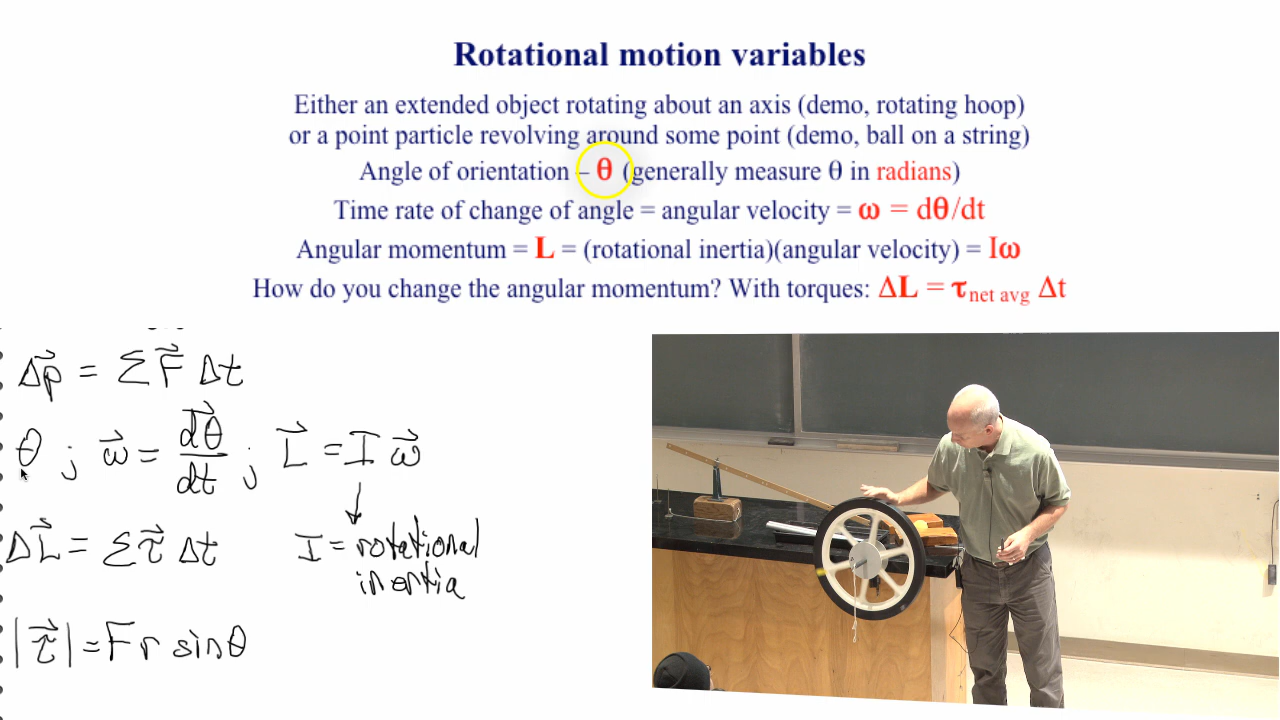 Rotational motion variables
Either an extended object rotating about an axis (demo, rotating hoop)
or a point particle revolving around some point (demo, ball on a string)
Angle of orientation – θ (generally measure θ in radians)
Time rate of change of angle = angular velocity = ω = dθ/dt
Angular momentum = L = (rotational inertia)(angular velocity) = Iω
How do you change the angular momentum? With torques: ΔL = τnet avg Δt
Δp⃗ = ΣF⃗ Δt
θ ; ω⃗ = dθ⃗/dt ; L⃗ = I ω⃗
ΔL⃗ = Στ⃗ Δt
I = rotational
inertia
|τ⃗| = F r sinθ